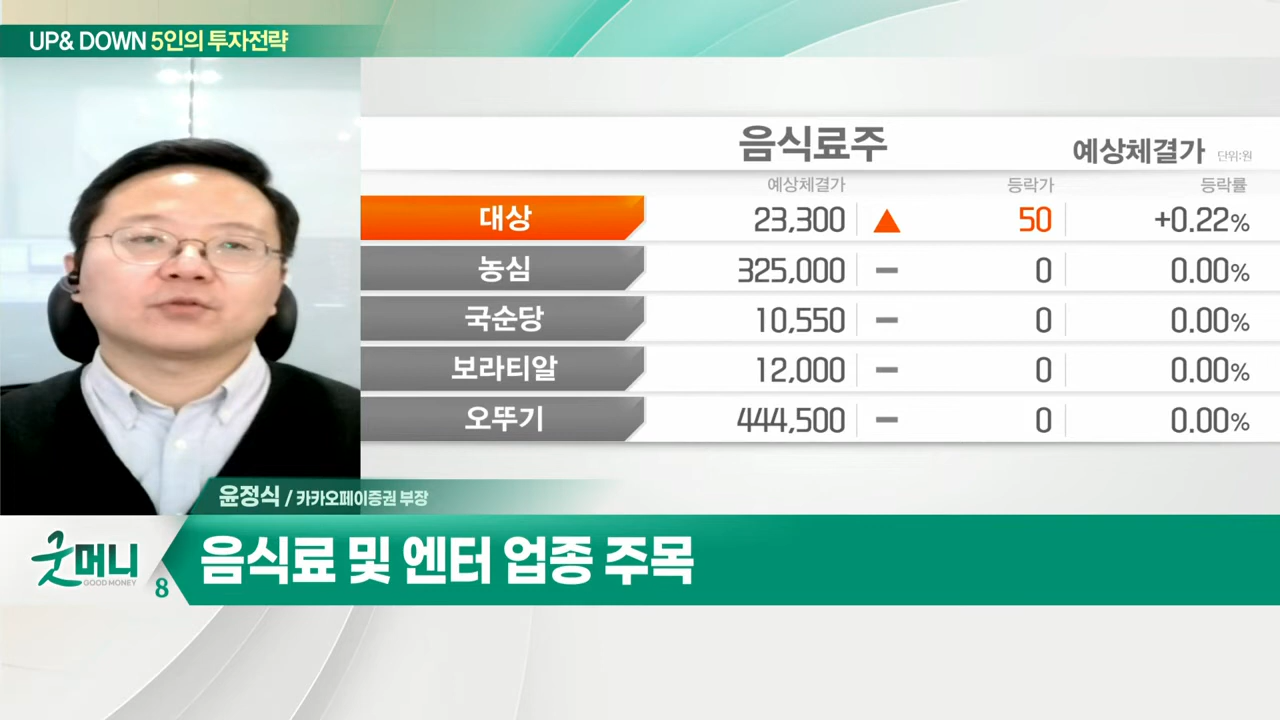 UP& DOWN 5인의 투자전략
음식료주 예상체결가 단위:원
예상체결가 등락가 등락률
대상 23,300 ▲ 50 +0.22%
농심 325,000 － 0 0.00%
국순당 10,550 － 0 0.00%
보라티알 12,000 － 0 0.00%
오뚜기 444,500 － 0 0.00%
윤정식 / 카카오페이증권 부장
굿머니 GOOD MONEY 8
음식료 및 엔터 업종 주목